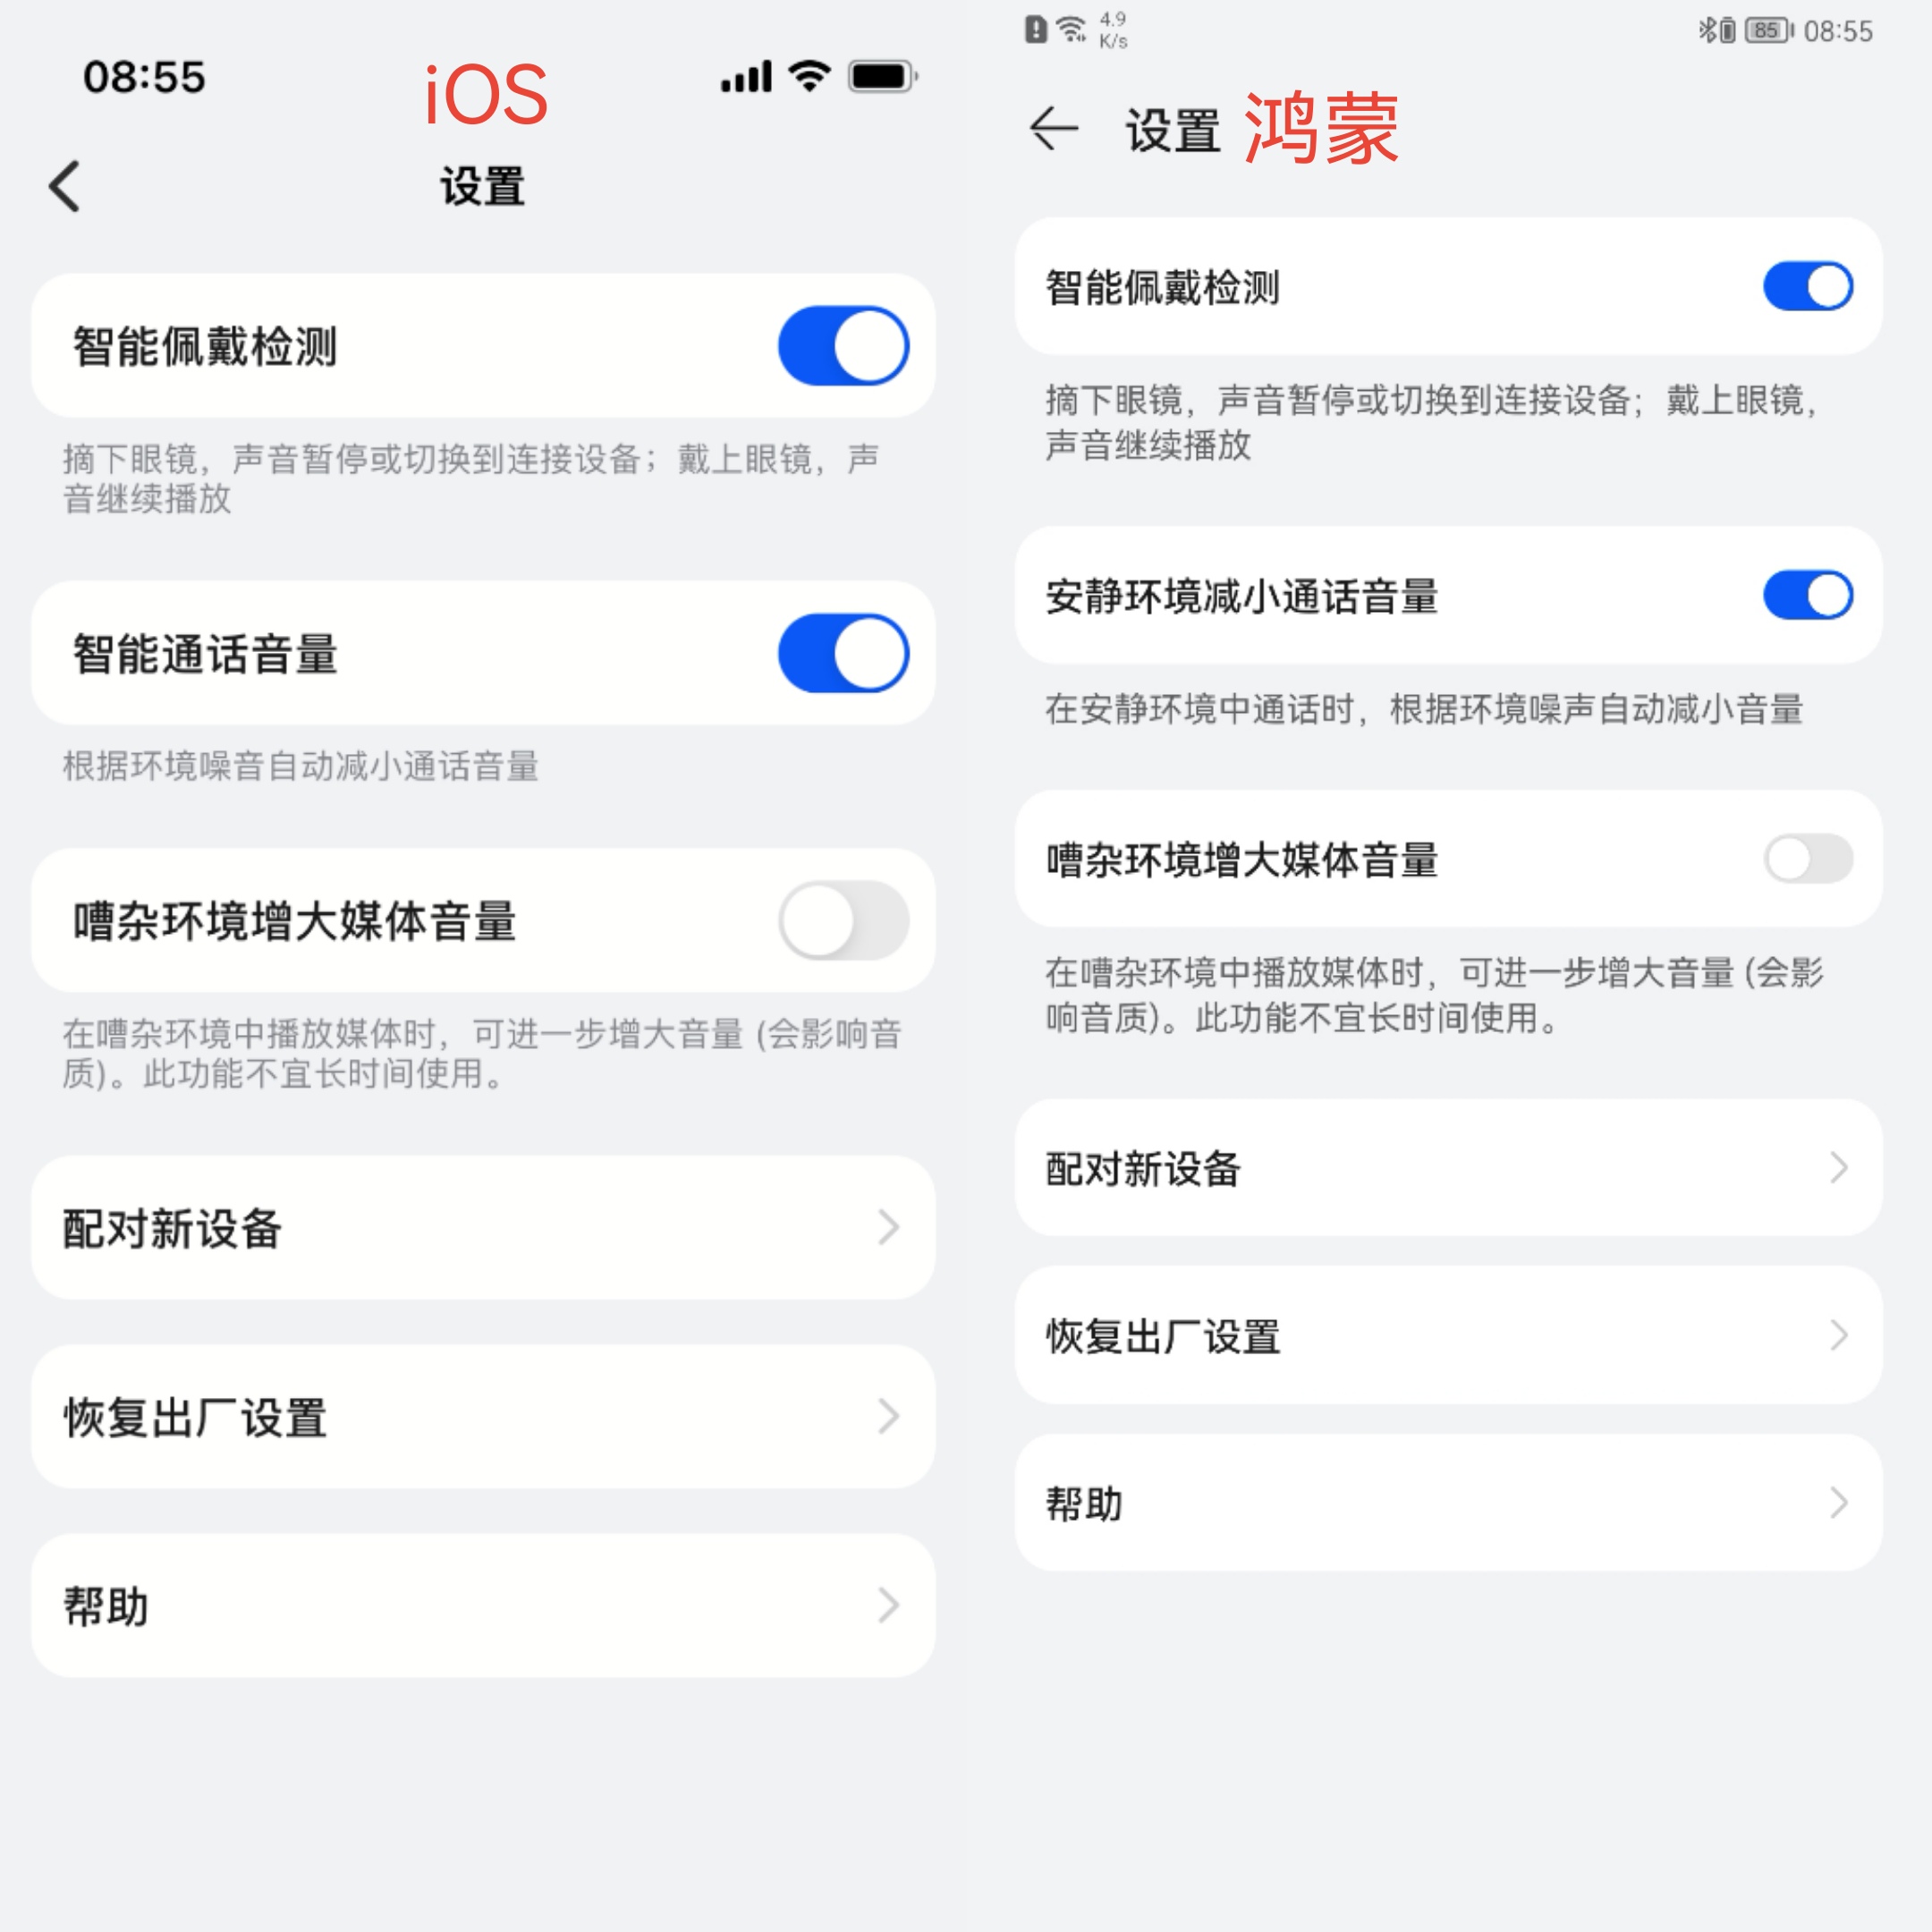 08:55
iOS
设置
智能佩戴检测
摘下眼镜，声音暂停或切换到连接设备；戴上眼镜，声
音继续播放
智能通话音量
根据环境噪音自动减小通话音量
嘈杂环境增大媒体音量
在嘈杂环境中播放媒体时，可进一步增大音量 (会影响音
质)。此功能不宜长时间使用。
配对新设备
恢复出厂设置
帮助
4.9
K/s
85
08:55
设置 鸿蒙
智能佩戴检测
摘下眼镜，声音暂停或切换到连接设备；戴上眼镜，
声音继续播放
安静环境减小通话音量
在安静环境中通话时，根据环境噪声自动减小音量
嘈杂环境增大媒体音量
在嘈杂环境中播放媒体时，可进一步增大音量 (会影
响音质)。此功能不宜长时间使用。
配对新设备
恢复出厂设置
帮助